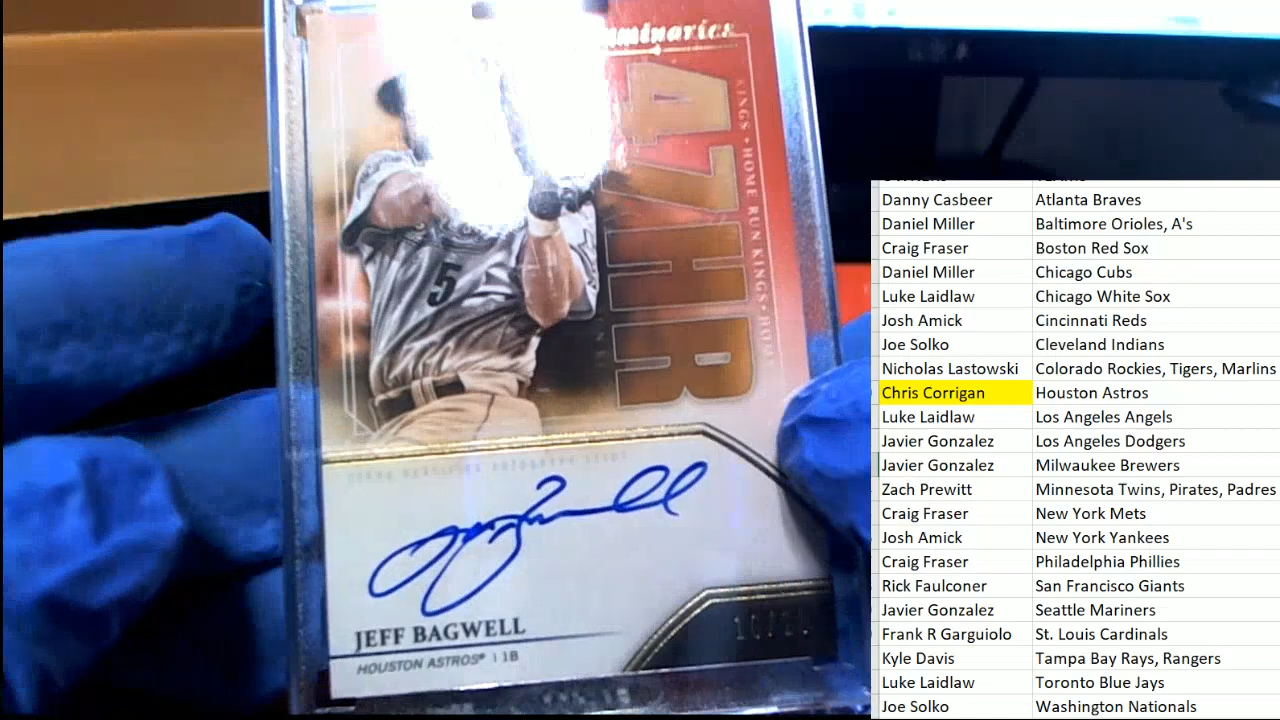 47HR
KINGS • HOME RUN KINGS • HOM
5
JEFF BAGWELL
HOUSTON ASTROS® | 1B
Danny Casbeer Atlanta Braves
Daniel Miller Baltimore Orioles, A's
Craig Fraser Boston Red Sox
Daniel Miller Chicago Cubs
Luke Laidlaw Chicago White Sox
Josh Amick Cincinnati Reds
Joe Solko Cleveland Indians
Nicholas Lastowski Colorado Rockies, Tigers, Marlins
Chris Corrigan Houston Astros
Luke Laidlaw Los Angeles Angels
Javier Gonzalez Los Angeles Dodgers
Javier Gonzalez Milwaukee Brewers
Zach Prewitt Minnesota Twins, Pirates, Padres
Craig Fraser New York Mets
Josh Amick New York Yankees
Craig Fraser Philadelphia Phillies
Rick Faulconer San Francisco Giants
Javier Gonzalez Seattle Mariners
Frank R Garguiolo St. Louis Cardinals
Kyle Davis Tampa Bay Rays, Rangers
Luke Laidlaw Toronto Blue Jays
Joe Solko Washington Nationals